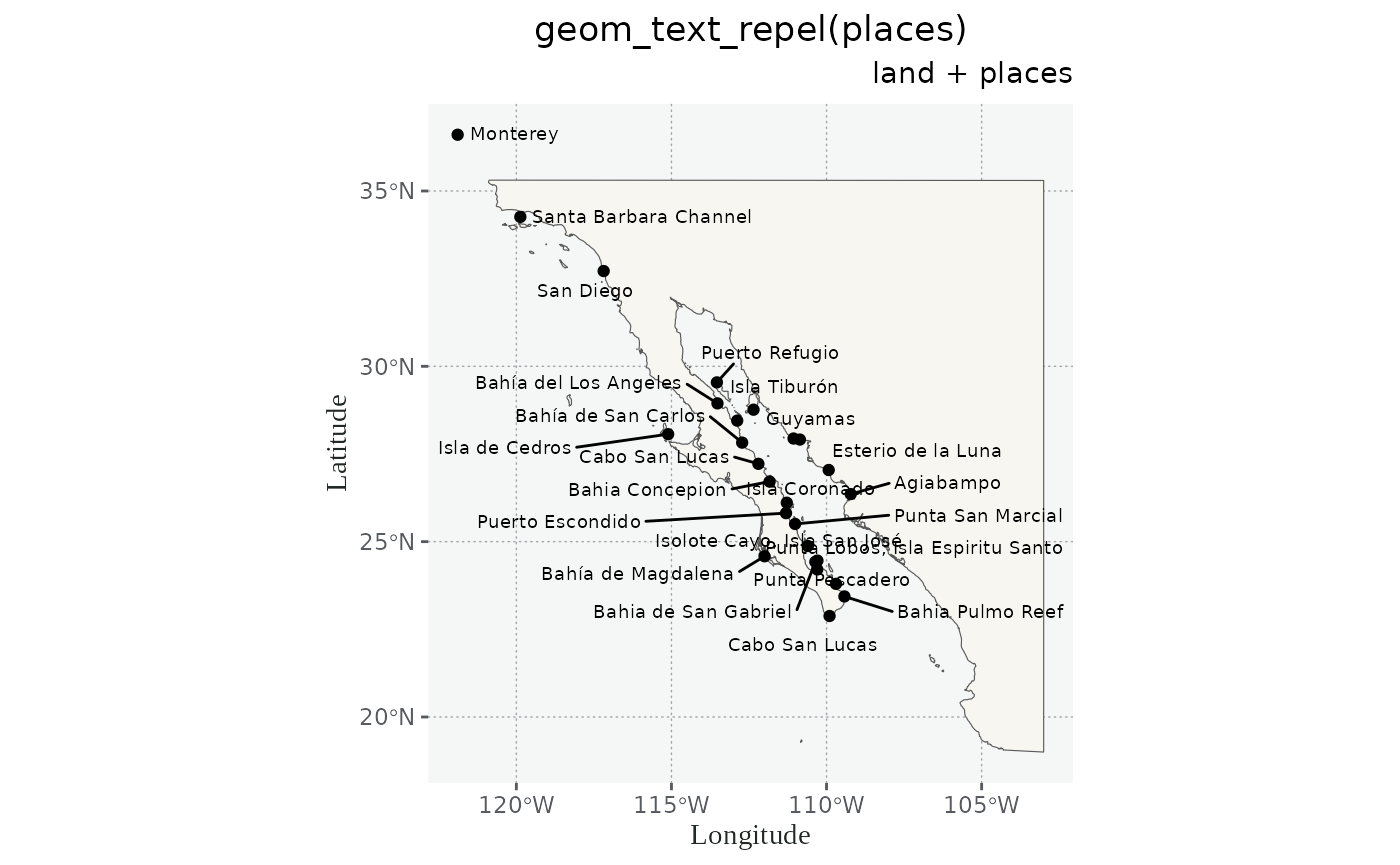 geom_text_repel(places)
land + places
Monterey
35°N
Santa Barbara Channel
San Diego
Puerto Refugio
30°N
Bahía del Los Angeles
Isla Tiburón
Bahía de San Carlos
Guyamas
Isla de Cedros
Esterio de la Luna
Cabo San Lucas
Agiabampo
Bahia Concepion
Isla Coronado
Puerto Escondido
Punta San Marcial
Isolote Cayo, Isla San José
25°N
Punta Lobos, Isla Espiritu Santo
Bahía de Magdalena
Punta Pescadero
Bahia de San Gabriel
Bahia Pulmo Reef
Cabo San Lucas
20°N
Latitude
120°W
115°W
110°W
105°W
Longitude